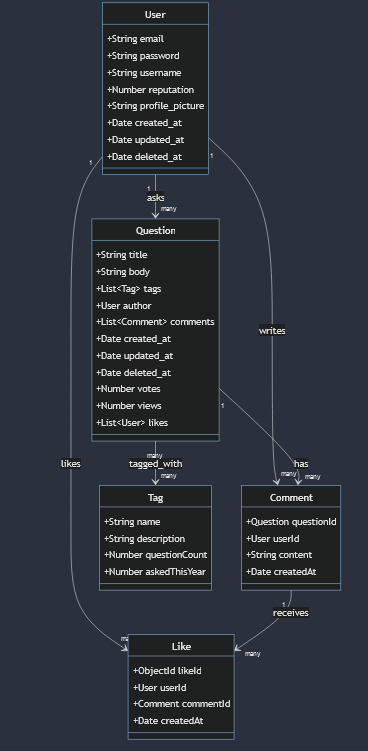 User
+String email
+String password
+String username
+Number reputation
+String profile_picture
+Date created_at
+Date updated_at
+Date deleted_at
1
1
1
asks
many
Question
+String title
+String body
+List<Tag> tags
+User author
+List<Comment> comments
+Date created_at
+Date updated_at
+Date deleted_at
+Number votes
+Number views
+List<User> likes
writes
1
many
likes
tagged_with
has
many
many
many
Tag
+String name
+String description
+Number questionCount
+Number askedThisYear
Comment
+Question questionId
+User userId
+String content
+Date createdAt
1
receives
many
Like
+ObjectId likeId
+User userId
+Comment commentId
+Date createdAt